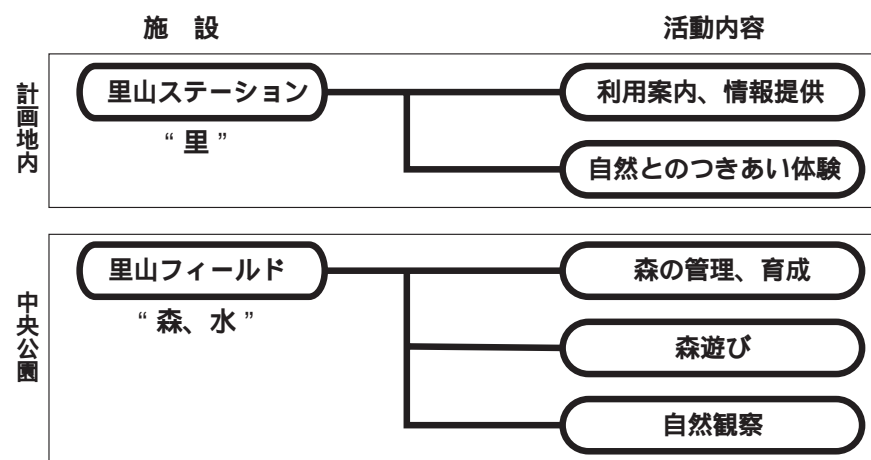 施 設
活動内容
計画地内
里山ステーション
“ 里 ”
利用案内、情報提供
自然とのつきあい体験
中央公園
里山フィールド
“ 森、水 ”
森の管理、育成
森遊び
自然観察